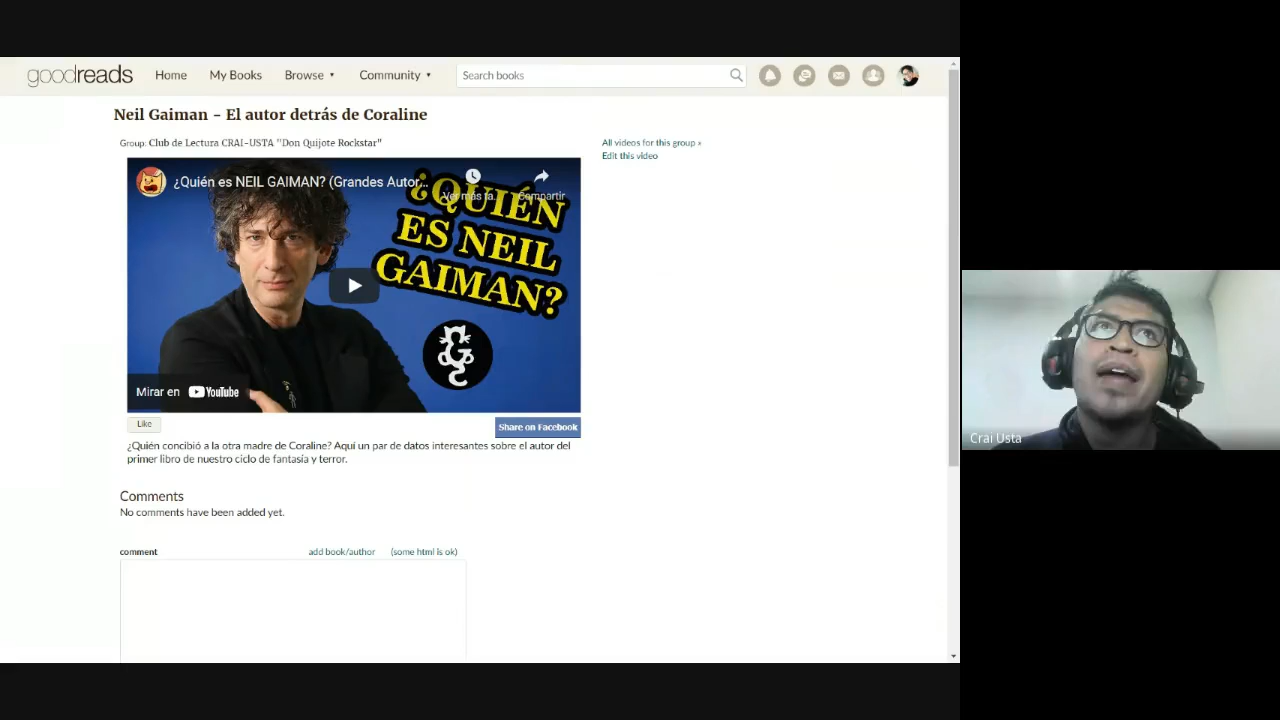 goodreads Home My Books Browse ▾ Community ▾ Search books
Neil Gaiman - El autor detrás de Coraline
Group: Club de Lectura CRAI-USTA "Don Quijote Rockstar"
All videos for this group »
Edit this video
¿Quién es NEIL GAIMAN? (Grandes Autor...
Ver más ta... Compartir
¿QUIÉN
ES NEIL
GAIMAN?
Mirar en YouTube
Like
Share on Facebook
¿Quién concibió a la otra madre de Coraline? Aquí un par de datos interesantes sobre el autor del
primer libro de nuestro ciclo de fantasía y terror.
Comments
No comments have been added yet.
comment add book/author (some html is ok)
Crai Usta